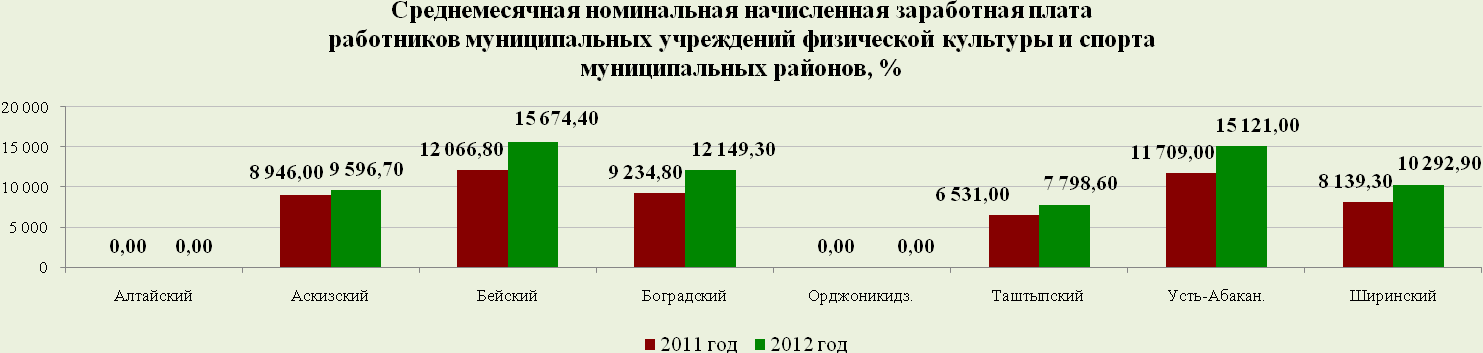 Среднемесячная номинальная начисленная заработная плата
работников муниципальных учреждений физической культуры и спорта
муниципальных районов, %
20 000
15 000
10 000
5 000
0
0,00 0,00
8 946,00 9 596,70
12 066,80 15 674,40
9 234,80 12 149,30
0,00 0,00
6 531,00 7 798,60
11 709,00 15 121,00
8 139,30 10 292,90
Алтайский Аскизский Бейский Боградский Орджоникидз. Таштыпский Усть-Абакан. Ширинский
2011 год 2012 год